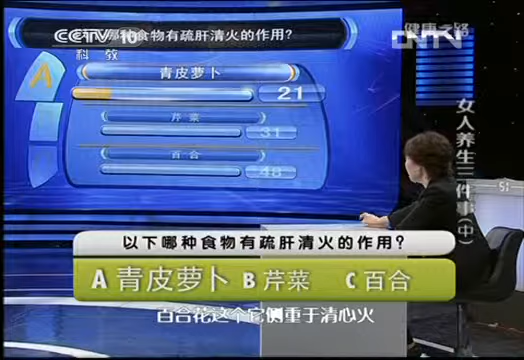 CCTV 10
科教
健康之路
CNTV
哪种食物有疏肝清火的作用?
A
青皮萝卜
21
芹菜
31
百合
48
女人养生三件事(中)
以下哪种食物有疏肝清火的作用?
A 青皮萝卜 B 芹菜 C 百合
百合花这个它侧重于清心火